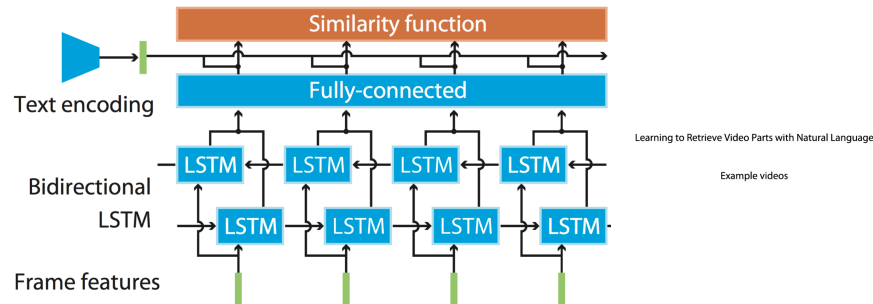 Similarity function
Text encoding
Fully-connected
LSTM LSTM LSTM LSTM
Bidirectional
LSTM
LSTM LSTM LSTM LSTM
Frame features
Learning to Retrieve Video Parts with Natural Language
Example videos